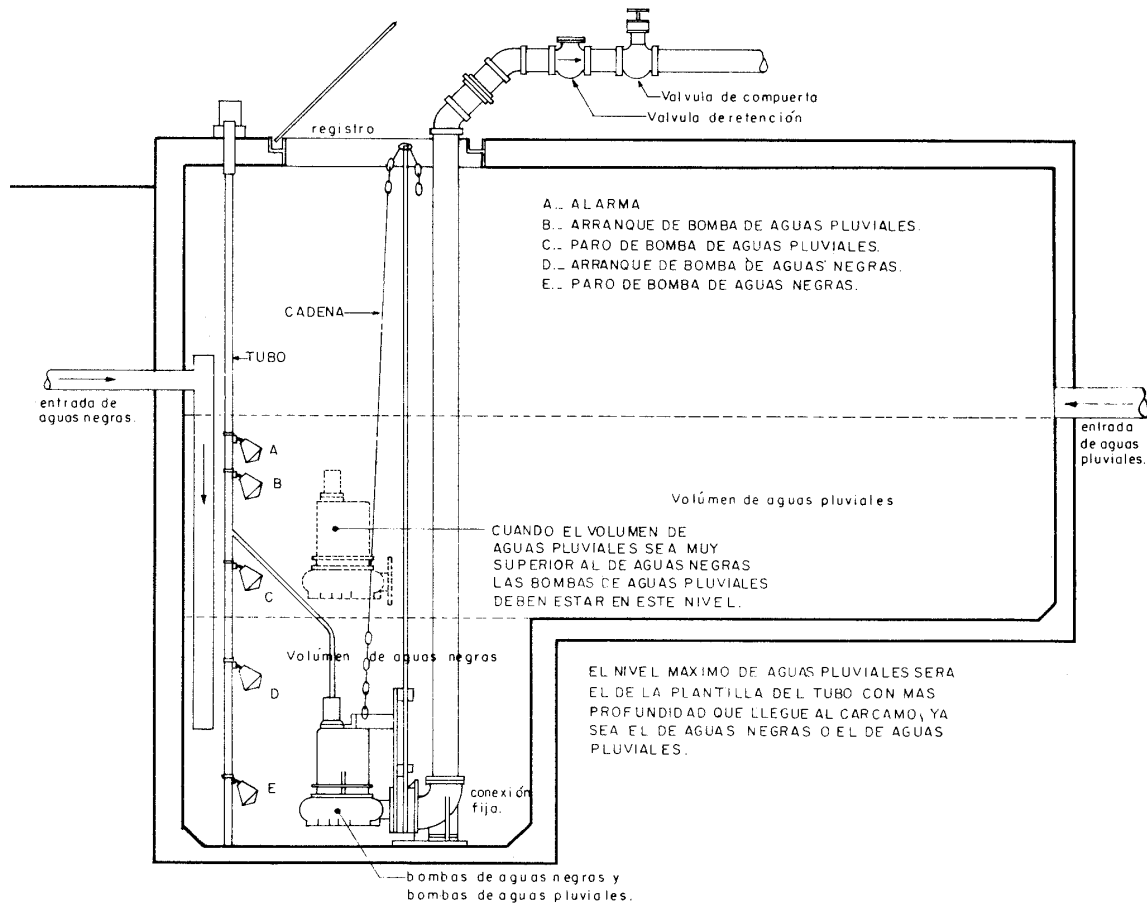 Valvula de compuerta
Valvula deretención
registro
A._ ALARMA
B._ ARRANQUE DE BOMBA DE AGUAS PLUVIALES.
C._ PARO DE BOMBA DE AGUAS PLUVIALES.
D._ ARRANQUE DE BOMBA DE AGUAS NEGRAS.
E._ PARO DE BOMBA DE AGUAS NEGRAS.
CADENA
TUBO
entrada de
aguas negras.
entrada
de aguas
pluviales.
A
B
C
D
E
Volúmen de aguas pluviales
CUANDO EL VOLUMEN DE
AGUAS PLUVIALES SEA MUY
SUPERIOR AL DE AGUAS NEGRAS
LAS BOMBAS DE AGUAS PLUVIALES
DEBEN ESTAR EN ESTE NIVEL.
Volúmen de aguas negras
EL NIVEL MAXIMO DE AGUAS PLUVIALES SERA
EL DE LA PLANTILLA DEL TUBO CON MAS
PROFUNDIDAD QUE LLEGUE AL CARCAMO, YA
SEA EL DE AGUAS NEGRAS O EL DE AGUAS
PLUVIALES.
conexión
fija.
bombas de aguas negras y
bombas de aguas pluviales.